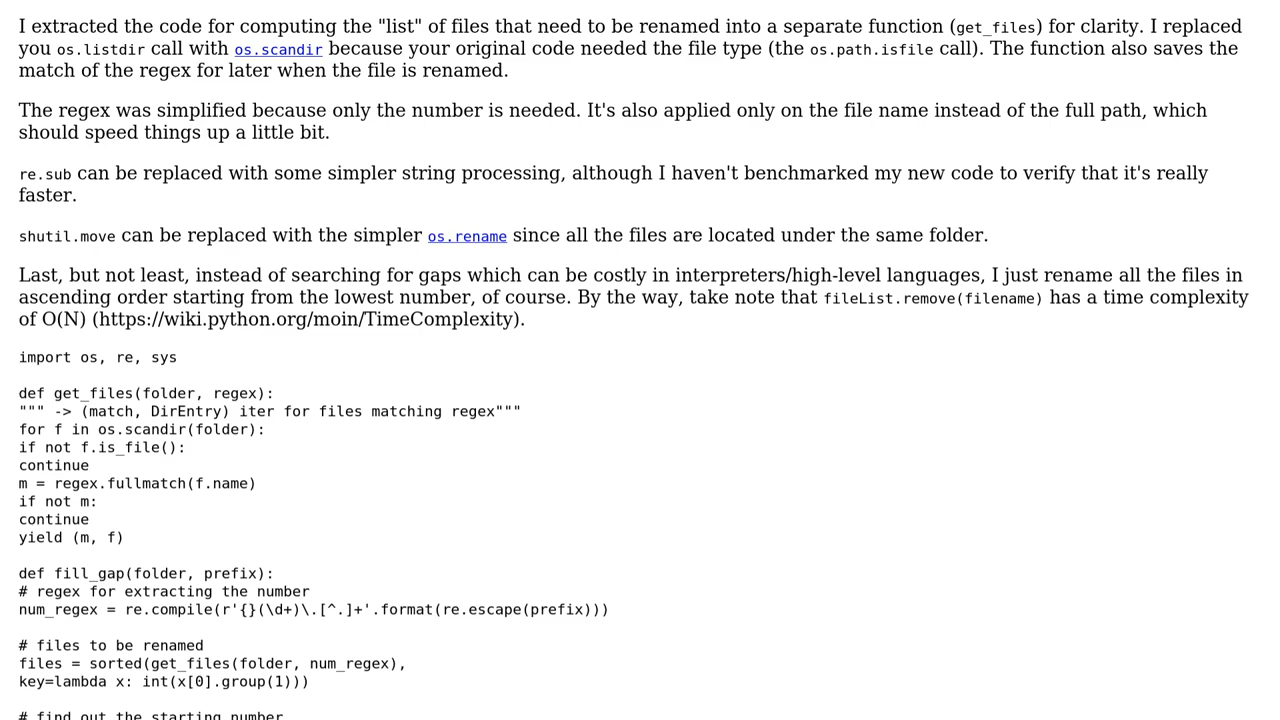 I extracted the code for computing the "list" of files that need to be renamed into a separate function (get_files) for clarity. I replaced
you os.listdir call with os.scandir because your original code needed the file type (the os.path.isfile call). The function also saves the
match of the regex for later when the file is renamed.
The regex was simplified because only the number is needed. It's also applied only on the file name instead of the full path, which
should speed things up a little bit.
re.sub can be replaced with some simpler string processing, although I haven't benchmarked my new code to verify that it's really
faster.
shutil.move can be replaced with the simpler os.rename since all the files are located under the same folder.
Last, but not least, instead of searching for gaps which can be costly in interpreters/high-level languages, I just rename all the files in
ascending order starting from the lowest number, of course. By the way, take note that fileList.remove(filename) has a time complexity
of O(N) (https://wiki.python.org/moin/TimeComplexity).
import os, re, sys
def get_files(folder, regex):
""" -> (match, DirEntry) iter for files matching regex"""
for f in os.scandir(folder):
if not f.is_file():
continue
m = regex.fullmatch(f.name)
if not m:
continue
yield (m, f)
def fill_gap(folder, prefix):
# regex for extracting the number
num_regex = re.compile(r'{}(\d+)\.[^.]+'.format(re.escape(prefix)))
# files to be renamed
files = sorted(get_files(folder, num_regex),
key=lambda x: int(x[0].group(1)))
# find out the starting number